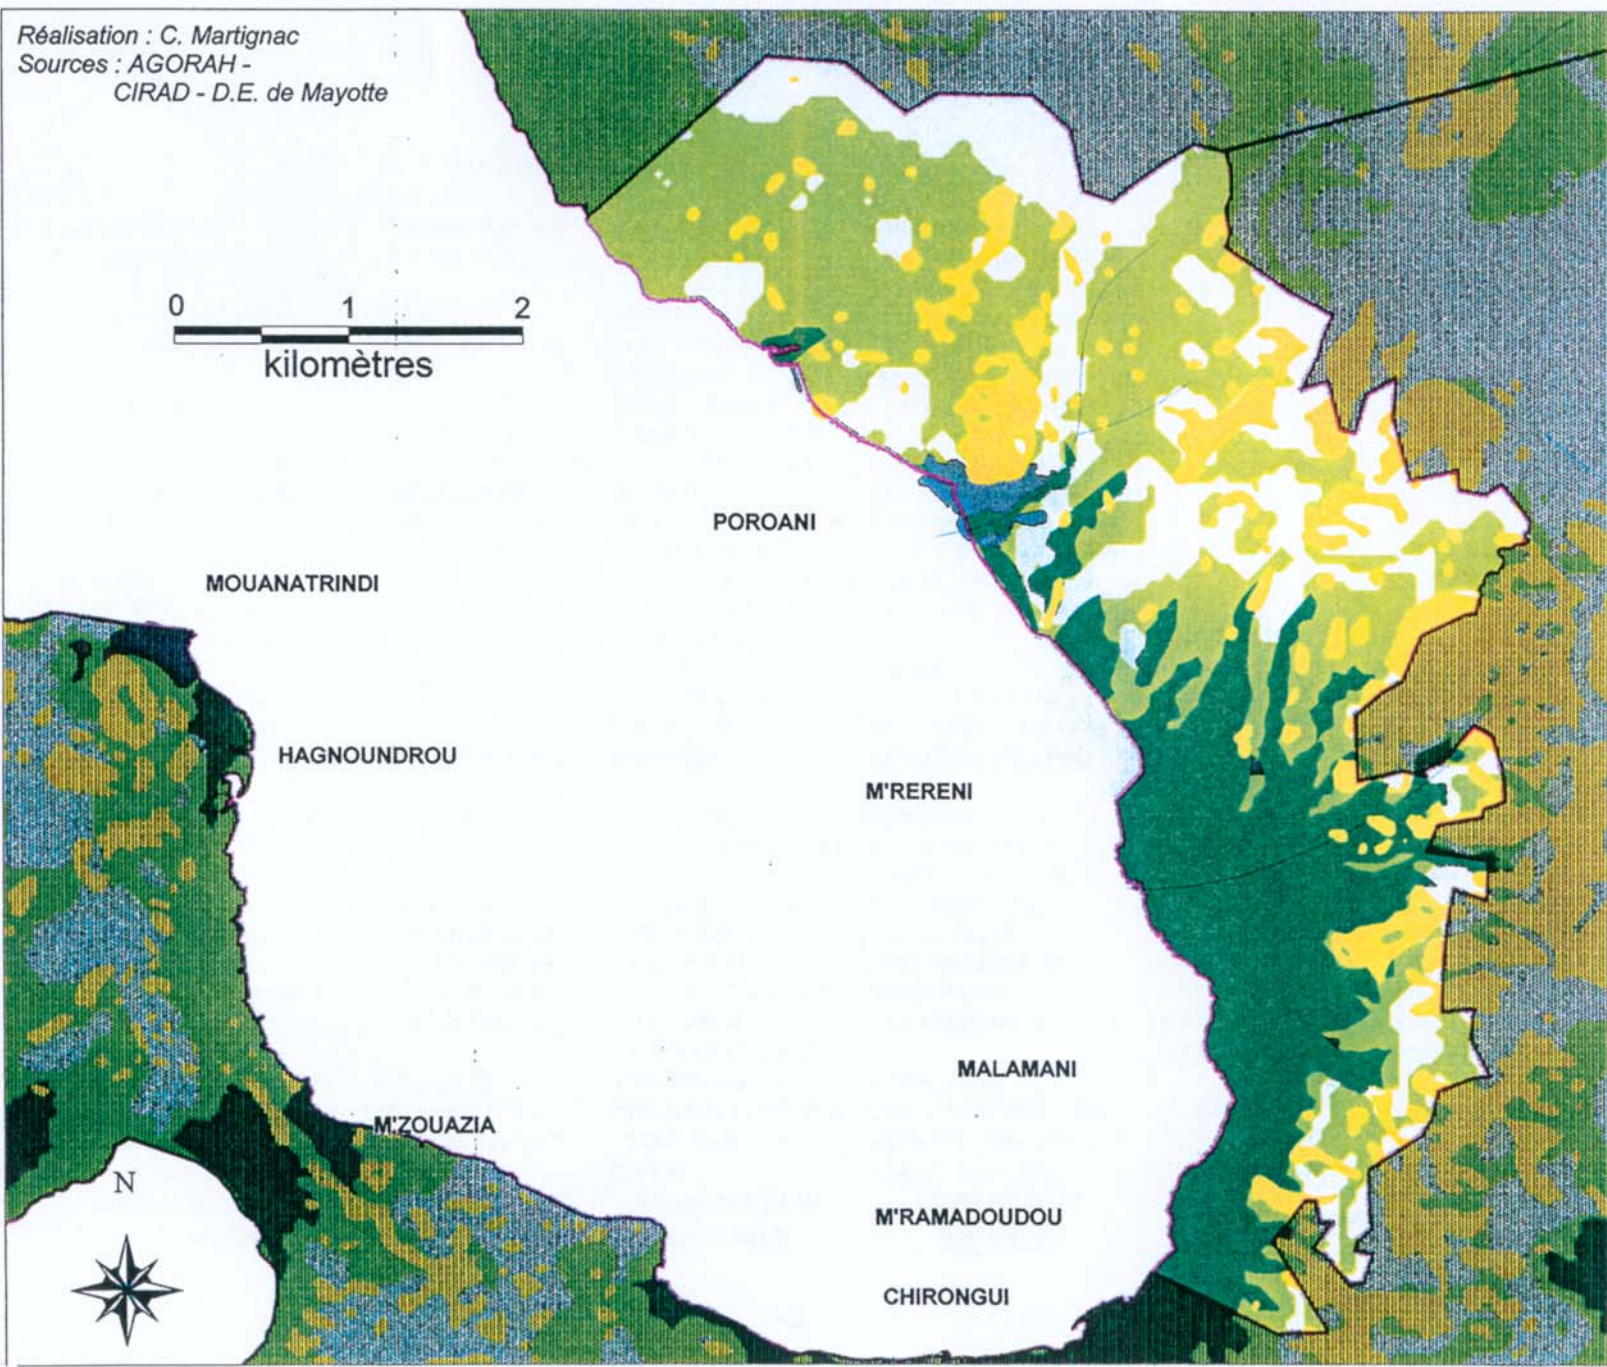 Réalisation : C. Martignac
Sources : AGORAH -
CIRAD - D.E. de Mayotte
0 1 2
kilomètres
POROANI
MOUANATRINDI
HAGNOUNDROU
M'RERENI
MALAMANI
M'ZOUAZIA
N
M'RAMADOUDOU
CHIRONGUI